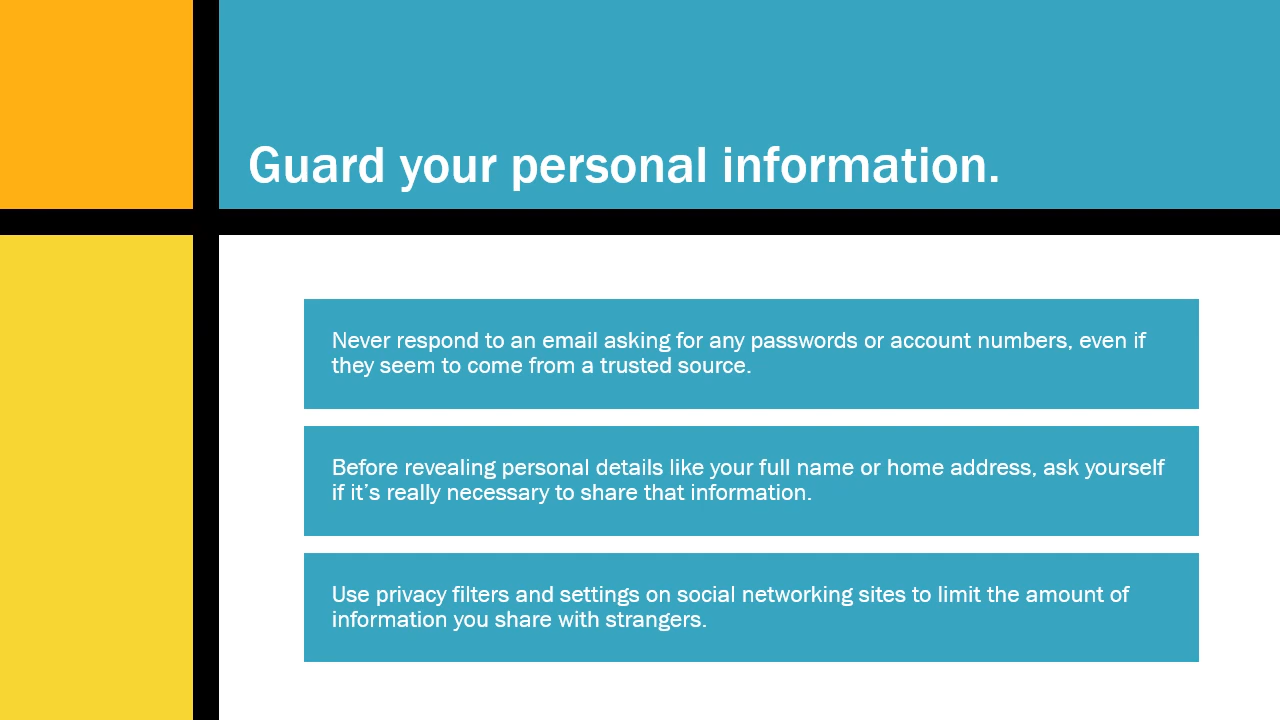 Guard your personal information.
Never respond to an email asking for any passwords or account numbers, even if
they seem to come from a trusted source.
Before revealing personal details like your full name or home address, ask yourself
if it’s really necessary to share that information.
Use privacy filters and settings on social networking sites to limit the amount of
information you share with strangers.